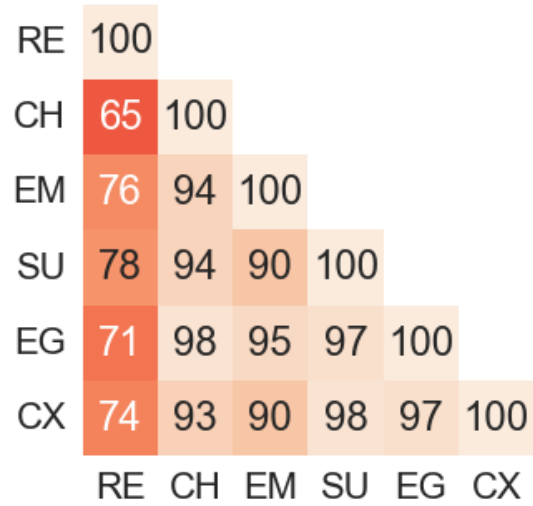 RE 100
CH 65 100
EM 76 94 100
SU 78 94 90 100
EG 71 98 95 97 100
CX 74 93 90 98 97 100
RE CH EM SU EG CX